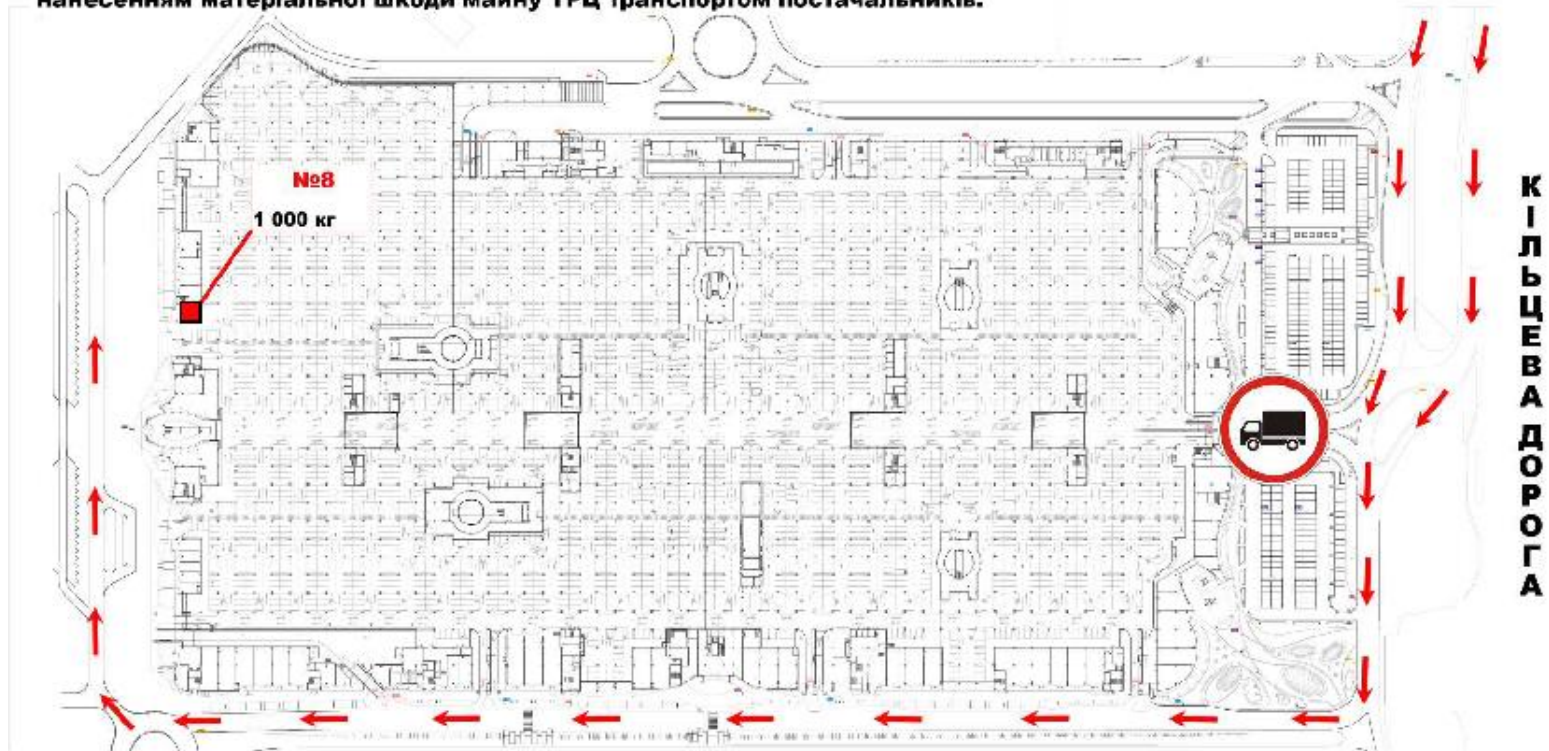 нанесенням матеріальної шкоди майну ТРЦ транспортом постачальників.
№8
1 000 кг
КІЛЬЦЕВА ДОРОГА